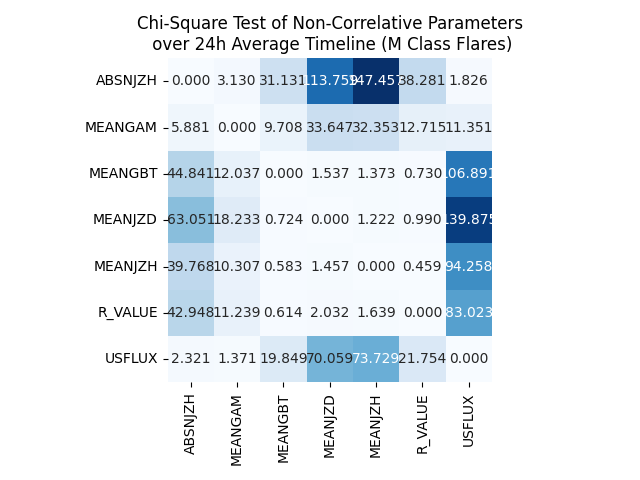 Chi-Square Test of Non-Correlative Parameters
over 24h Average Timeline (M Class Flares)
ABSNJZH 0.000 3.130 31.131 113.759 147.457 38.281 1.826
MEANGAM 5.881 0.000 9.708 33.647 32.353 12.715 11.351
MEANGBT 44.841 12.037 0.000 1.537 1.373 0.730 106.891
MEANJZD 63.051 18.233 0.724 0.000 1.222 0.990 139.875
MEANJZH 39.768 10.307 0.583 1.457 0.000 0.459 94.258
R_VALUE 42.948 11.239 0.614 2.032 1.639 0.000 83.023
USFLUX 2.321 1.371 19.849 70.059 73.729 21.754 0.000
ABSNJZH MEANGAM MEANGBT MEANJZD MEANJZH R_VALUE USFLUX